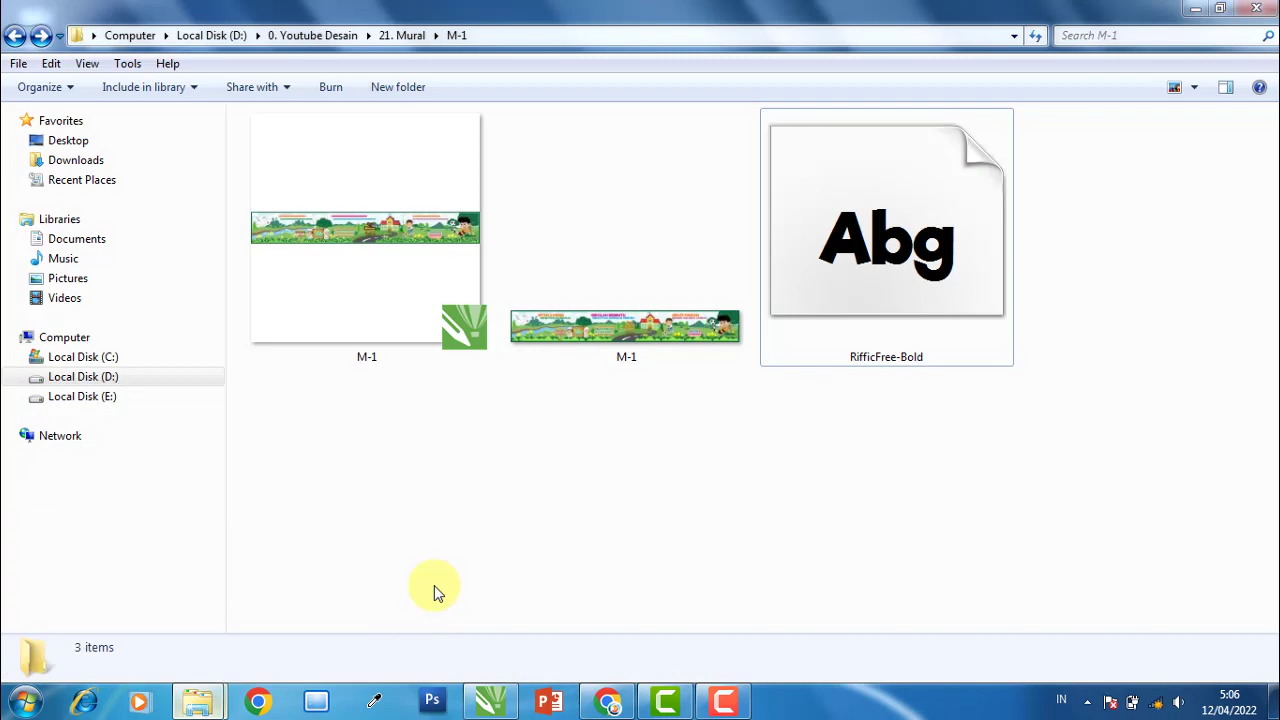 Computer Local Disk (D:) 0. Youtube Desain 21. Mural M-1 Search M-1
File Edit View Tools Help
Organize Include in library Share with Burn New folder
Favorites
Desktop
Downloads
Recent Places
Libraries
Documents
Music
Pictures
Videos
Computer
Local Disk (C:)
Local Disk (D:)
Local Disk (E:)
Network
Abg
M-1 M-1 RifficFree-Bold
3 items
Ps
IN 5:06
12/04/2022